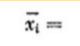 x̄ᵢ =